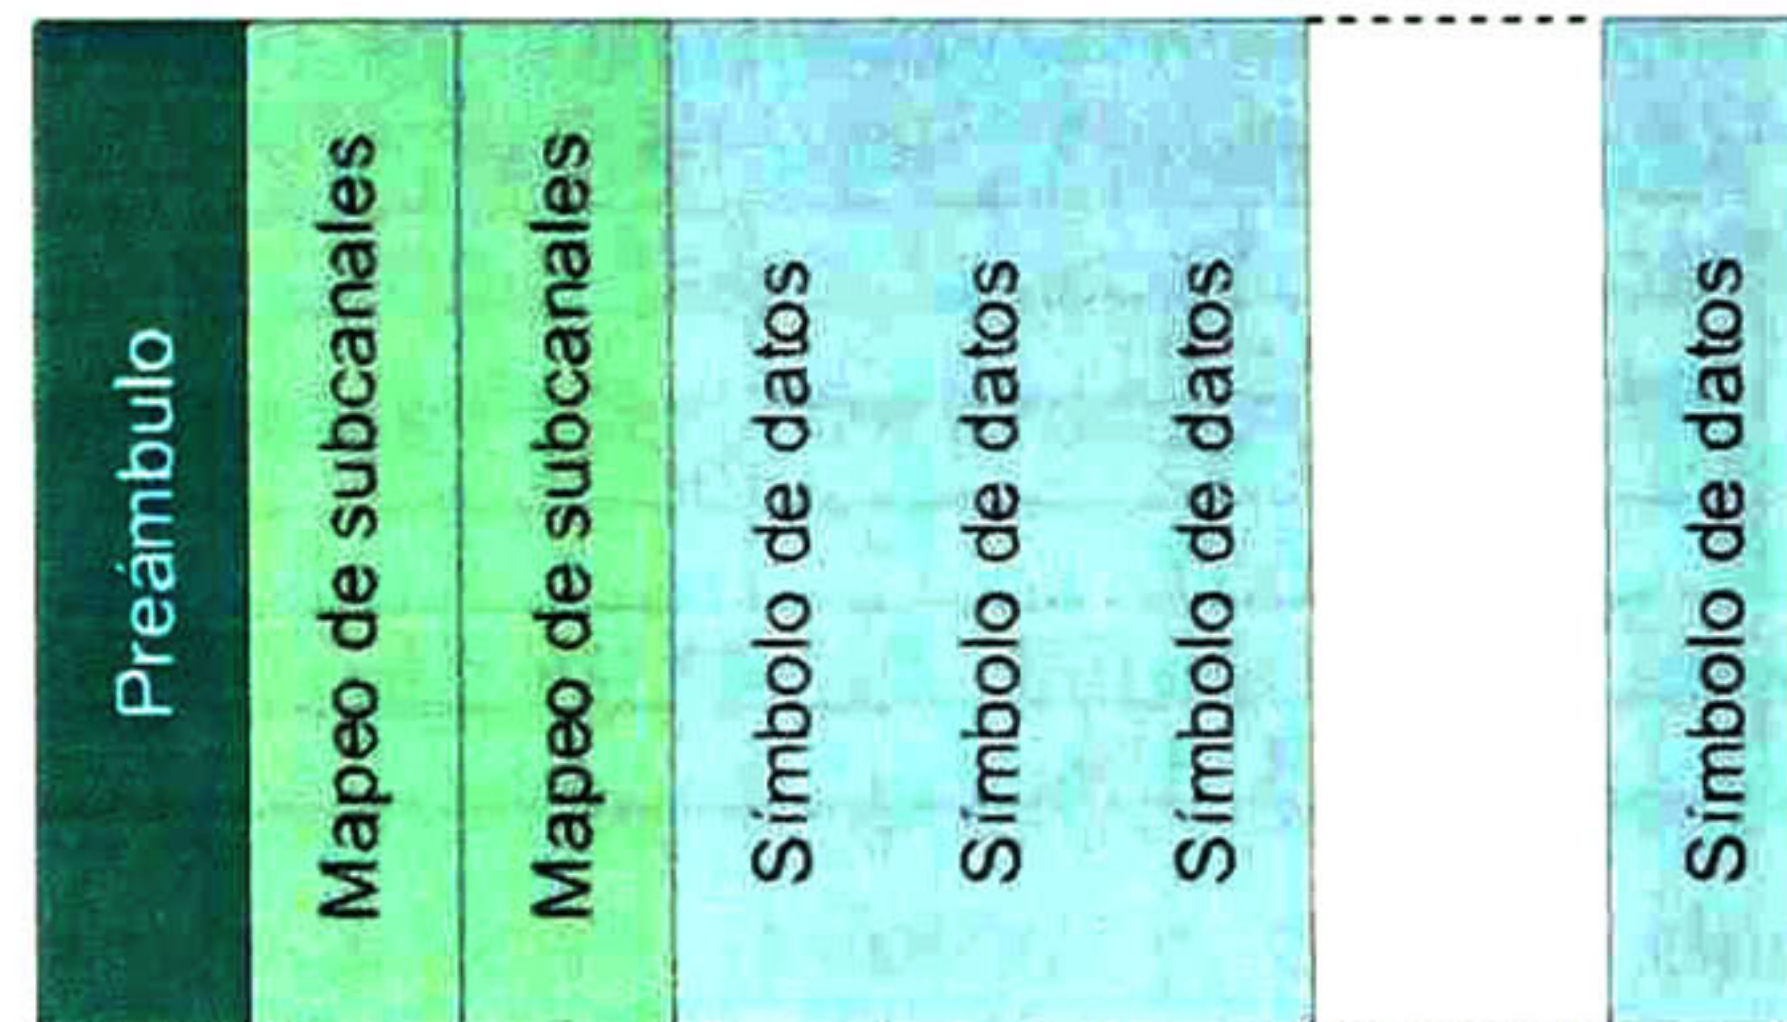 Preámbulo
Mapeo de subcanales
Mapeo de subcanales
Símbolo de datos
Símbolo de datos
Símbolo de datos
Símbolo de datos